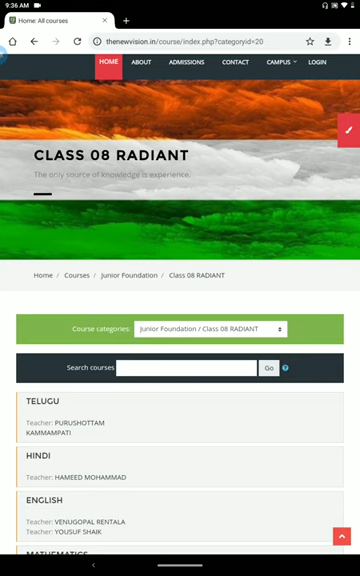 9:36 AM
Home: All courses
thenewvision.in/course/index.php?categoryid=20
HOME ABOUT ADMISSIONS CONTACT CAMPUS LOGIN
CLASS 08 RADIANT
The only source of knowledge is experience.
Home / Courses / Junior Foundation / Class 08 RADIANT
Course categories: Junior Foundation / Class 08 RADIANT
Search courses Go
TELUGU
Teacher: PURUSHOTTAM
KAMMAMPATI
HINDI
Teacher: HAMEED MOHAMMAD
ENGLISH
Teacher: VENUGOPAL RENTALA
Teacher: YOUSUF SHAIK
MATHEMATICS